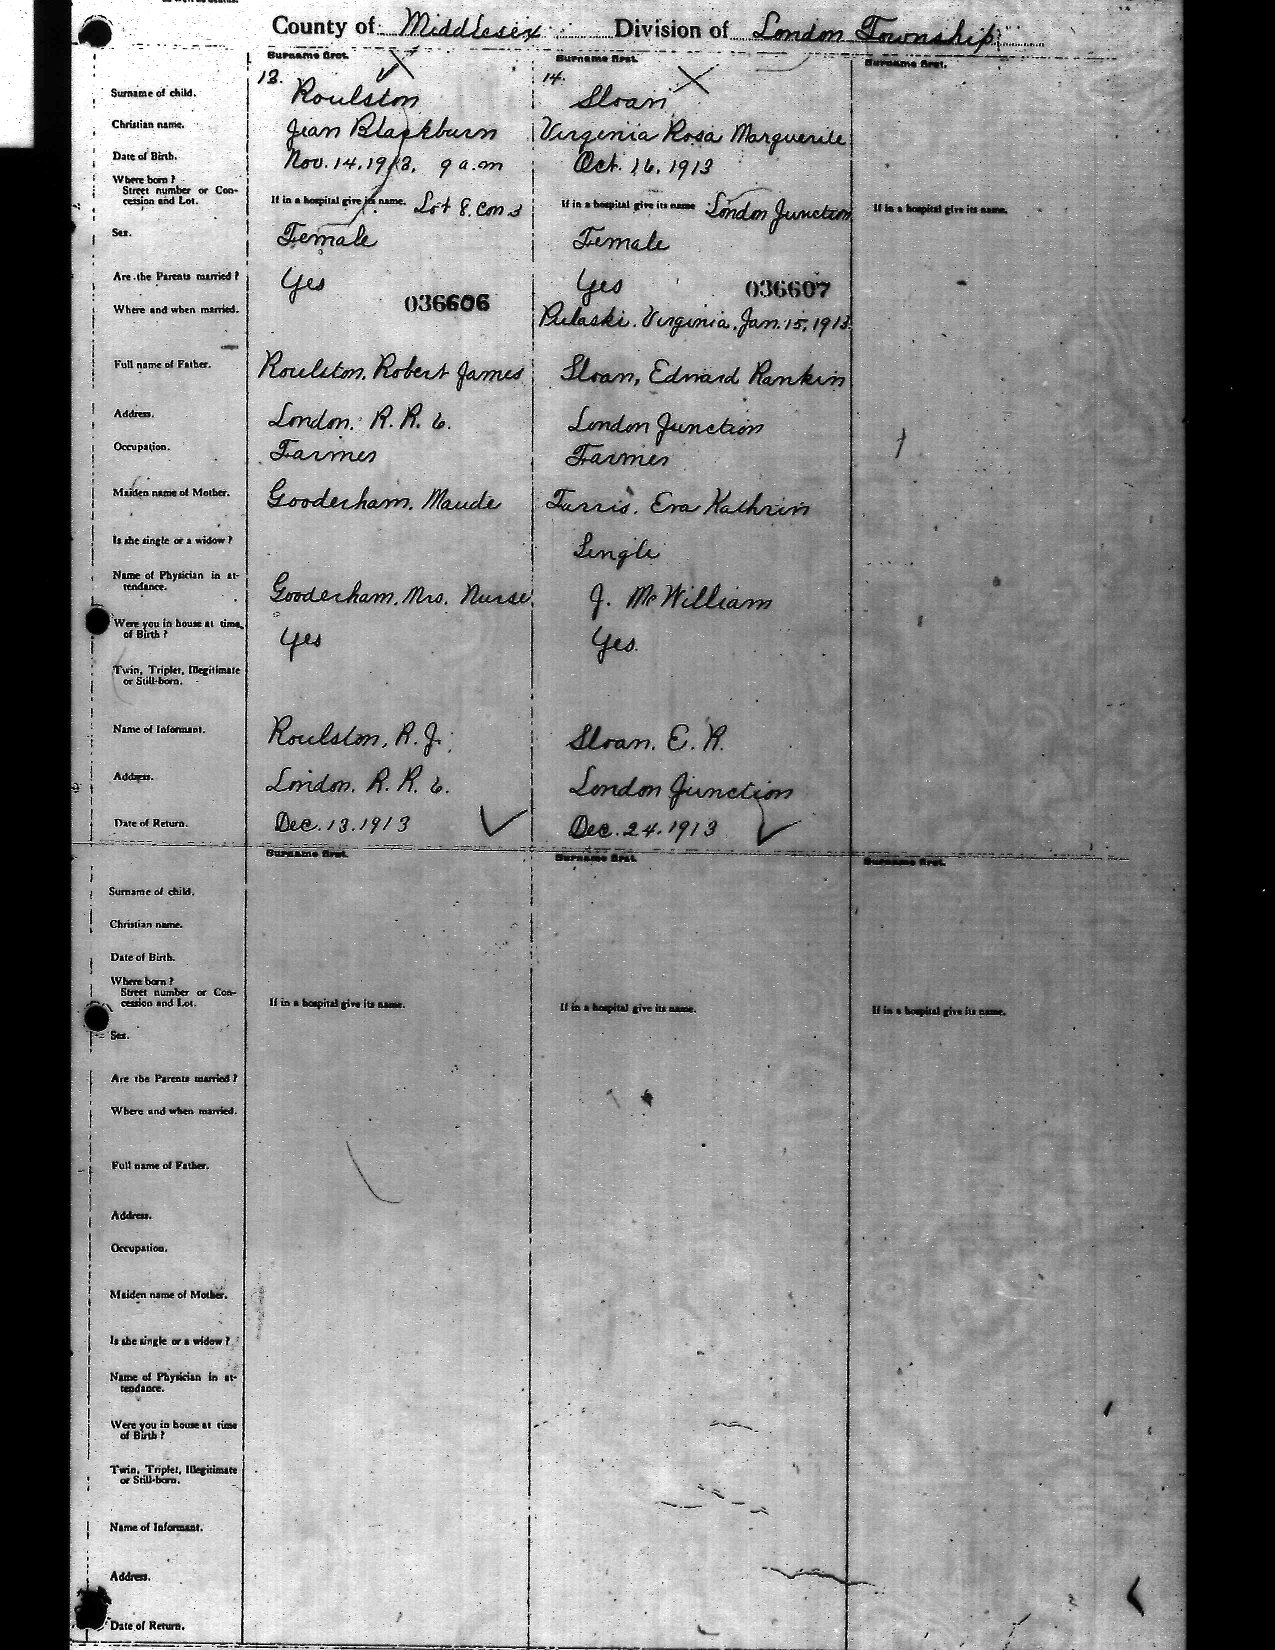 County of Middlesex Division of London Township
Surname first. Surname first. Surname first.
13. 14.
Surname of child. Roulston Sloan
Christian name. Jean Blackburn Virginia Rosa Marguerite
Date of Birth. Nov. 14. 1913. 9 a.m Oct. 16. 1913
Where born?
Street number or Con-
cession and Lot. If in a hospital give its name. Lot 8. Con 3 If in a hospital give its name London Junction If in a hospital give its name.
Sex. Female Female
Are the Parents married? Yes Yes
036606 036607
Where and when married. Pulaski. Virginia. Jan. 15, 1913
Full name of Father. Roulston, Robert James Sloan, Edward Rankin
Address. London. R. R. 6. London Junction
Occupation. Farmer Farmer
Maiden name of Mother. Gooderham, Maude Eva Kathrin
Is she single or a widow? Single
Name of Physician in at-
tendance. Gooderham, Mrs. Nurse J. McWilliam
Were you in house at time
of Birth? Yes Yes.
Twin, Triplet, Illegitimate
or Still-born.
Name of Informant. Roulston, R. J. Sloan. E. R.
Address. London. R. R. 6. London Junction
Date of Return. Dec. 13. 1913 Dec. 24. 1913
Surname first. Surname first. Surname first.
Surname of child.
Christian name.
Date of Birth.
Where born?
Street number or Con-
cession and Lot. If in a hospital give its name. If in a hospital give its name. If in a hospital give its name.
Sex.
Are the Parents married?
Where and when married.
Full name of Father.
Address.
Occupation.
Maiden name of Mother.
Is she single or a widow?
Name of Physician in at-
tendance.
Were you in house at time
of Birth?
Twin, Triplet, Illegitimate
or Still-born.
Name of Informant.
Address.
Date of Return.